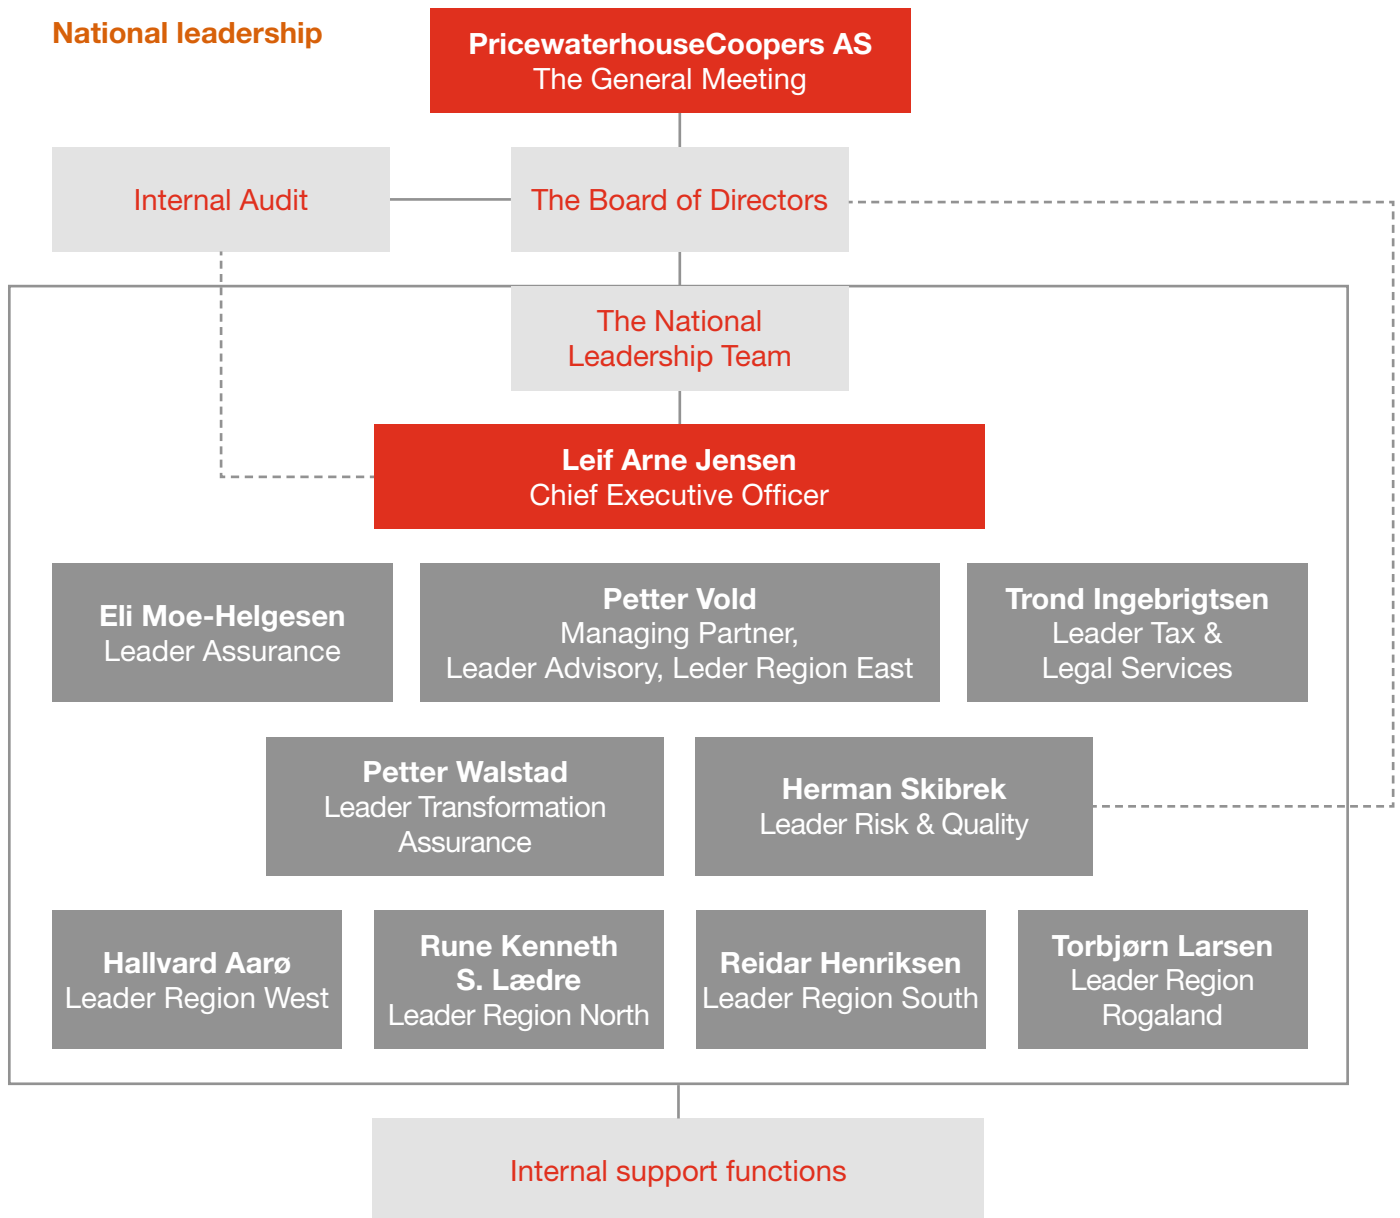 National leadership
PricewaterhouseCoopers AS
The General Meeting
Internal Audit
The Board of Directors
The National
Leadership Team
Leif Arne Jensen
Chief Executive Officer
Eli Moe-Helgesen
Leader Assurance
Petter Vold
Managing Partner,
Leader Advisory, Leder Region East
Trond Ingebrigtsen
Leader Tax &
Legal Services
Petter Walstad
Leader Transformation
Assurance
Herman Skibrek
Leader Risk & Quality
Hallvard Aarø
Leader Region West
Rune Kenneth
S. Lædre
Leader Region North
Reidar Henriksen
Leader Region South
Torbjørn Larsen
Leader Region
Rogaland
Internal support functions